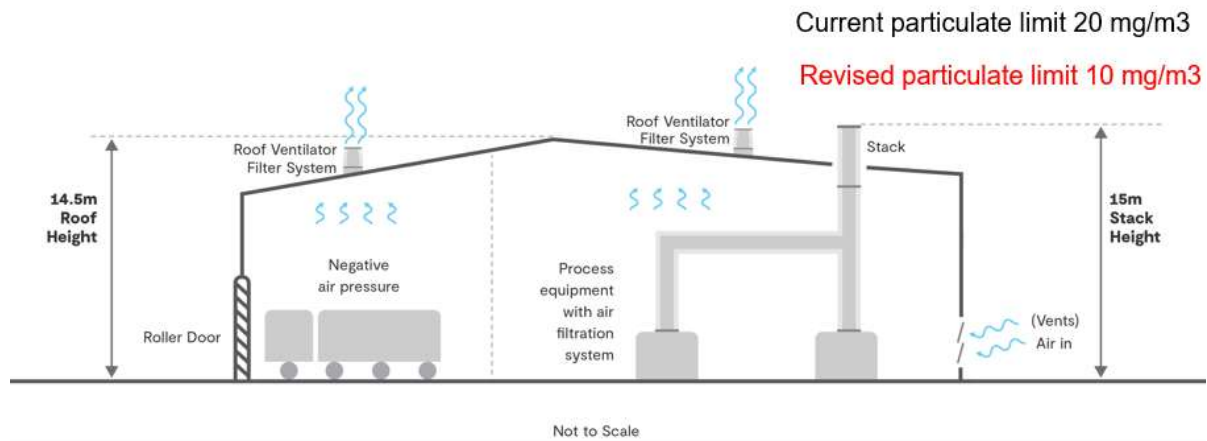 Current particulate limit 20 mg/m3
Revised particulate limit 10 mg/m3
Roof Ventilator
Filter System
Roof Ventilator
Filter System
Stack
14.5m
Roof
Height
15m
Stack
Height
Negative
air pressure
Process
equipment
with air
filtration
system
Roller Door
(Vents)
Air in
Not to Scale